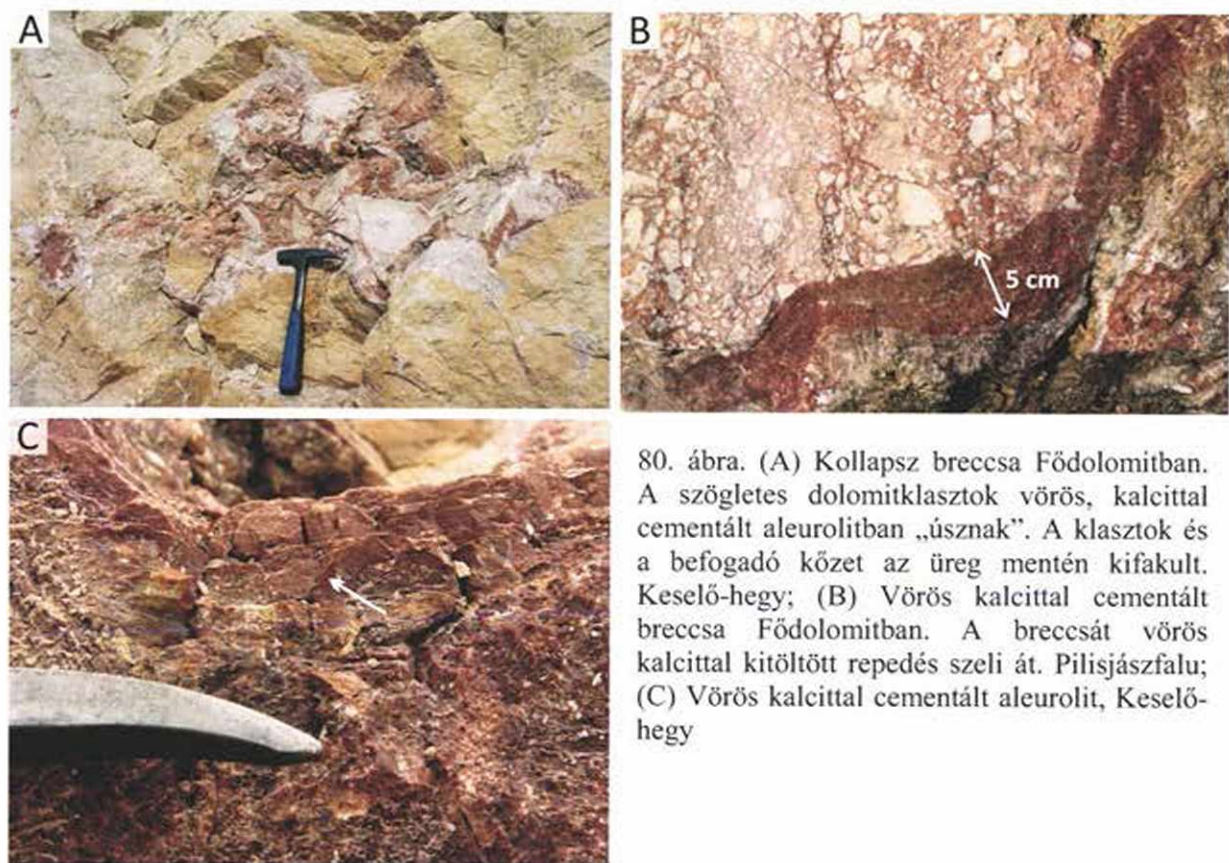 A
B
5 cm
C
80. ábra. (A) Kollapsz breccsa Fődolomitban.
A szögletes dolomitklasztok vörös, kalcittal
cementált aleurolitban „úsznak”. A klasztok és
a befogadó kőzet az üreg mentén kifakult.
Keselő-hegy; (B) Vörös kalcittal cementált
breccsa Fődolomitban. A breccsát vörös
kalcittal kitöltött repedés szeli át. Pilisjászfalu;
(C) Vörös kalcittal cementált aleurolit, Keselő-
hegy